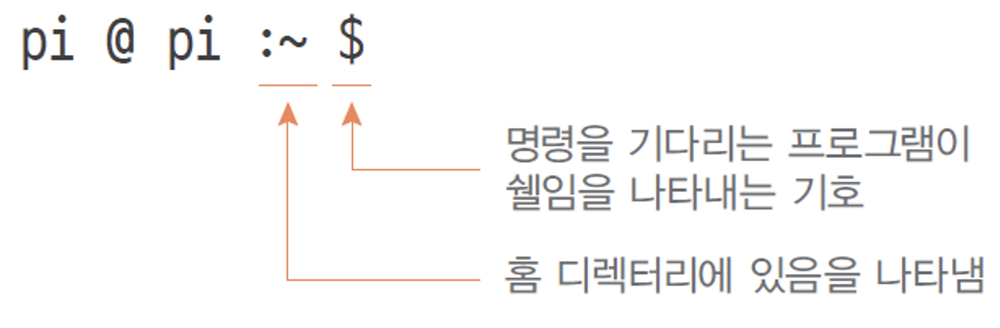 pi @ pi :~ $
명령을 기다리는 프로그램이
쉘임을 나타내는 기호
홈 디렉터리에 있음을 나타냄